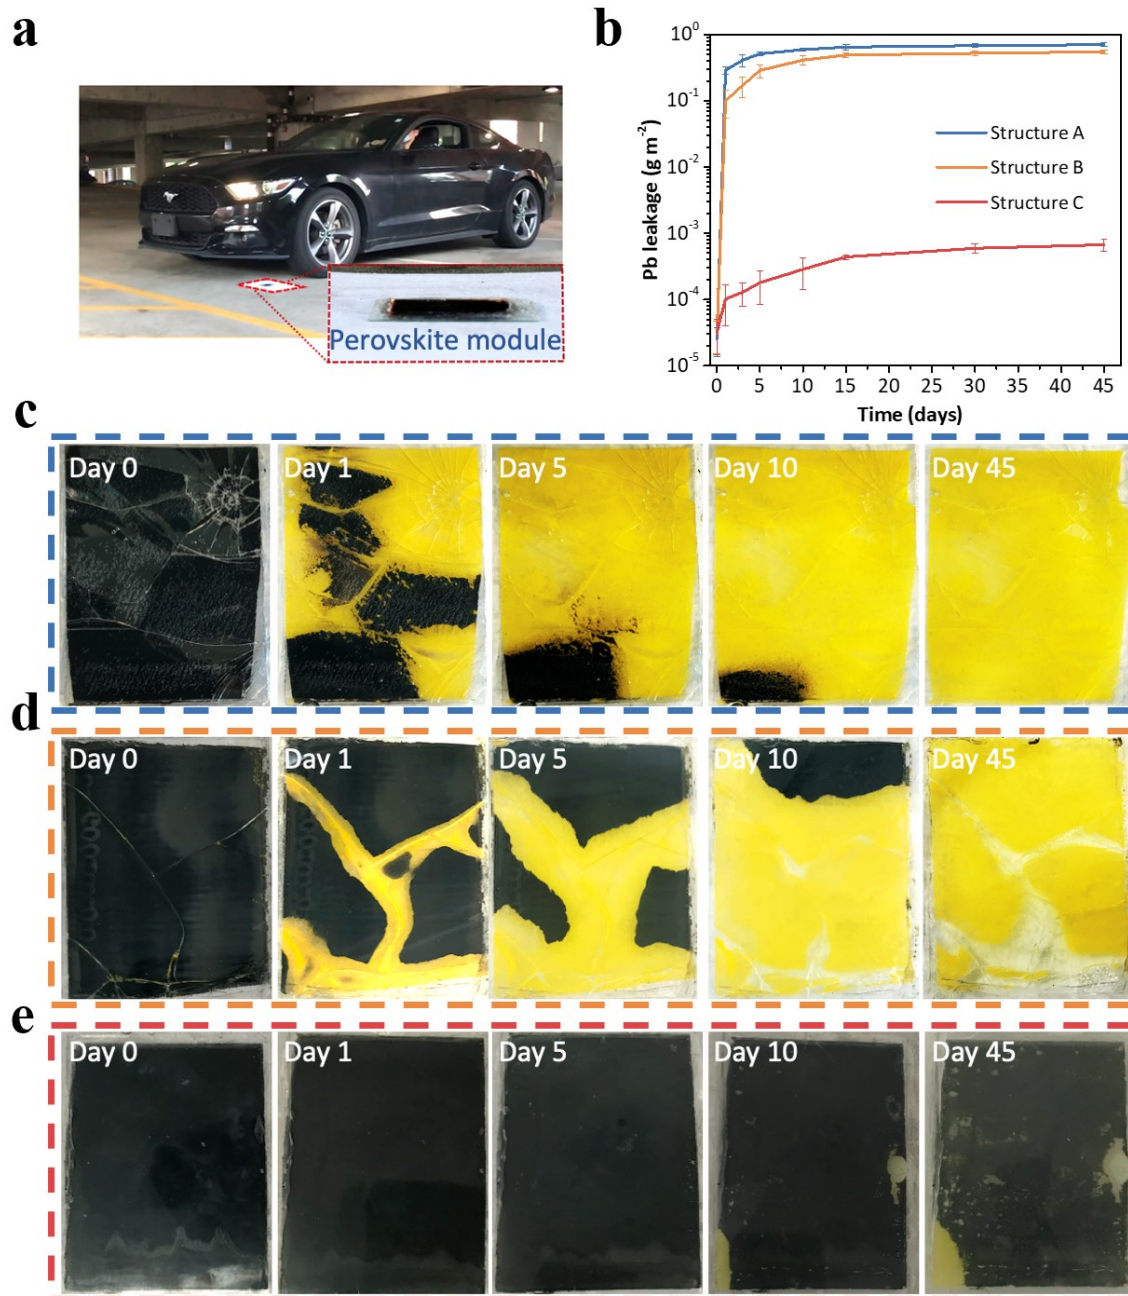 a
Perovskite module
b
Pb leakage (g m⁻²)
10⁰
10⁻¹
10⁻²
10⁻³
10⁻⁴
10⁻⁵
Structure A
Structure B
Structure C
0 5 10 15 20 25 30 35 40 45
Time (days)
c
Day 0 Day 1 Day 5 Day 10 Day 45
d
Day 0 Day 1 Day 5 Day 10 Day 45
e
Day 0 Day 1 Day 5 Day 10 Day 45